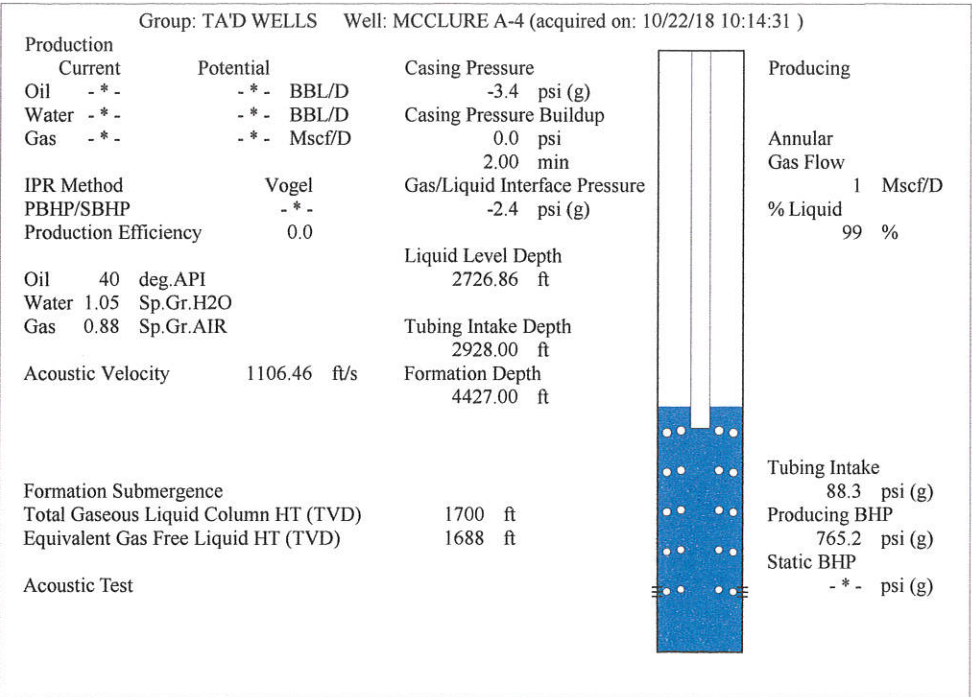 Group: TA'D WELLS Well: MCCLURE A-4 (acquired on: 10/22/18 10:14:31 )
Production
Current Potential
Oil - * - - * - BBL/D
Water - * - - * - BBL/D
Gas - * - - * - Mscf/D
IPR Method Vogel
PBHP/SBHP - * -
Production Efficiency 0.0
Oil 40 deg.API
Water 1.05 Sp.Gr.H2O
Gas 0.88 Sp.Gr.AIR
Acoustic Velocity 1106.46 ft/s
Formation Submergence
Total Gaseous Liquid Column HT (TVD) 1700 ft
Equivalent Gas Free Liquid HT (TVD) 1688 ft
Acoustic Test
Casing Pressure
-3.4 psi (g)
Casing Pressure Buildup
0.0 psi
2.00 min
Gas/Liquid Interface Pressure
-2.4 psi (g)
Liquid Level Depth
2726.86 ft
Tubing Intake Depth
2928.00 ft
Formation Depth
4427.00 ft
Producing
Annular
Gas Flow
1 Mscf/D
% Liquid
99 %
Tubing Intake
88.3 psi (g)
Producing BHP
765.2 psi (g)
Static BHP
- * - psi (g)